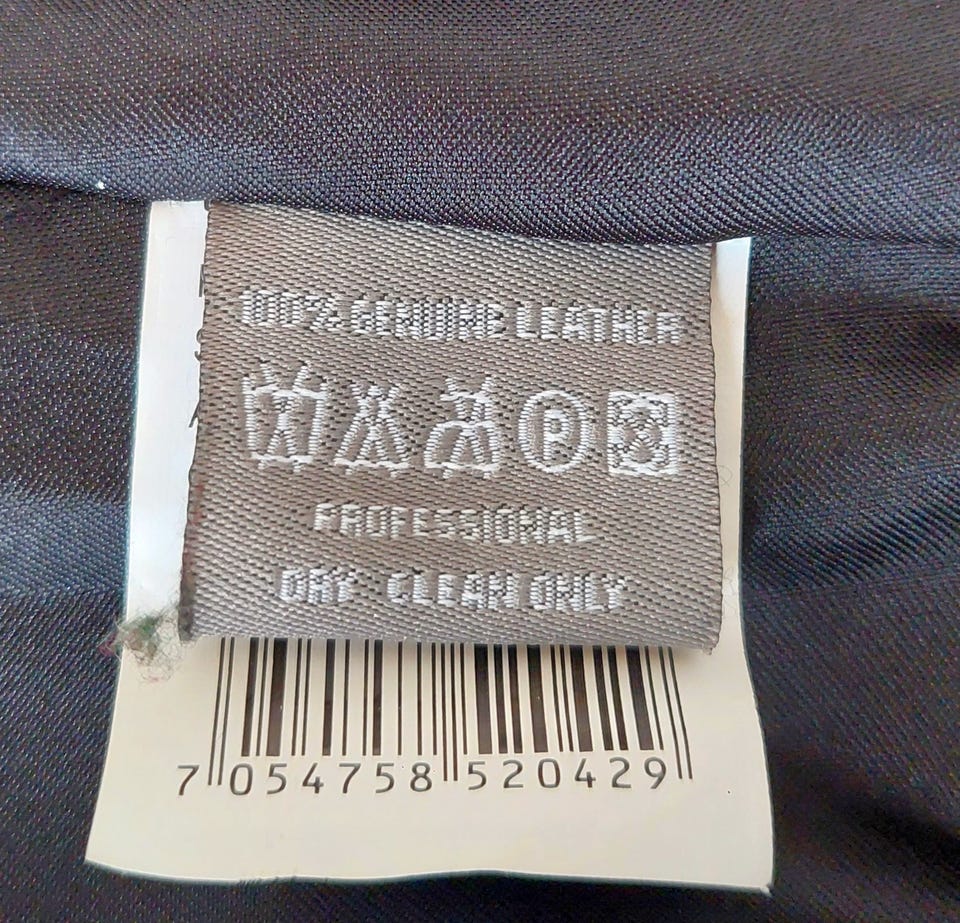 100% GENUINE LEATHER
P
PROFESSIONAL
DRY CLEAN ONLY
7 054758 520429